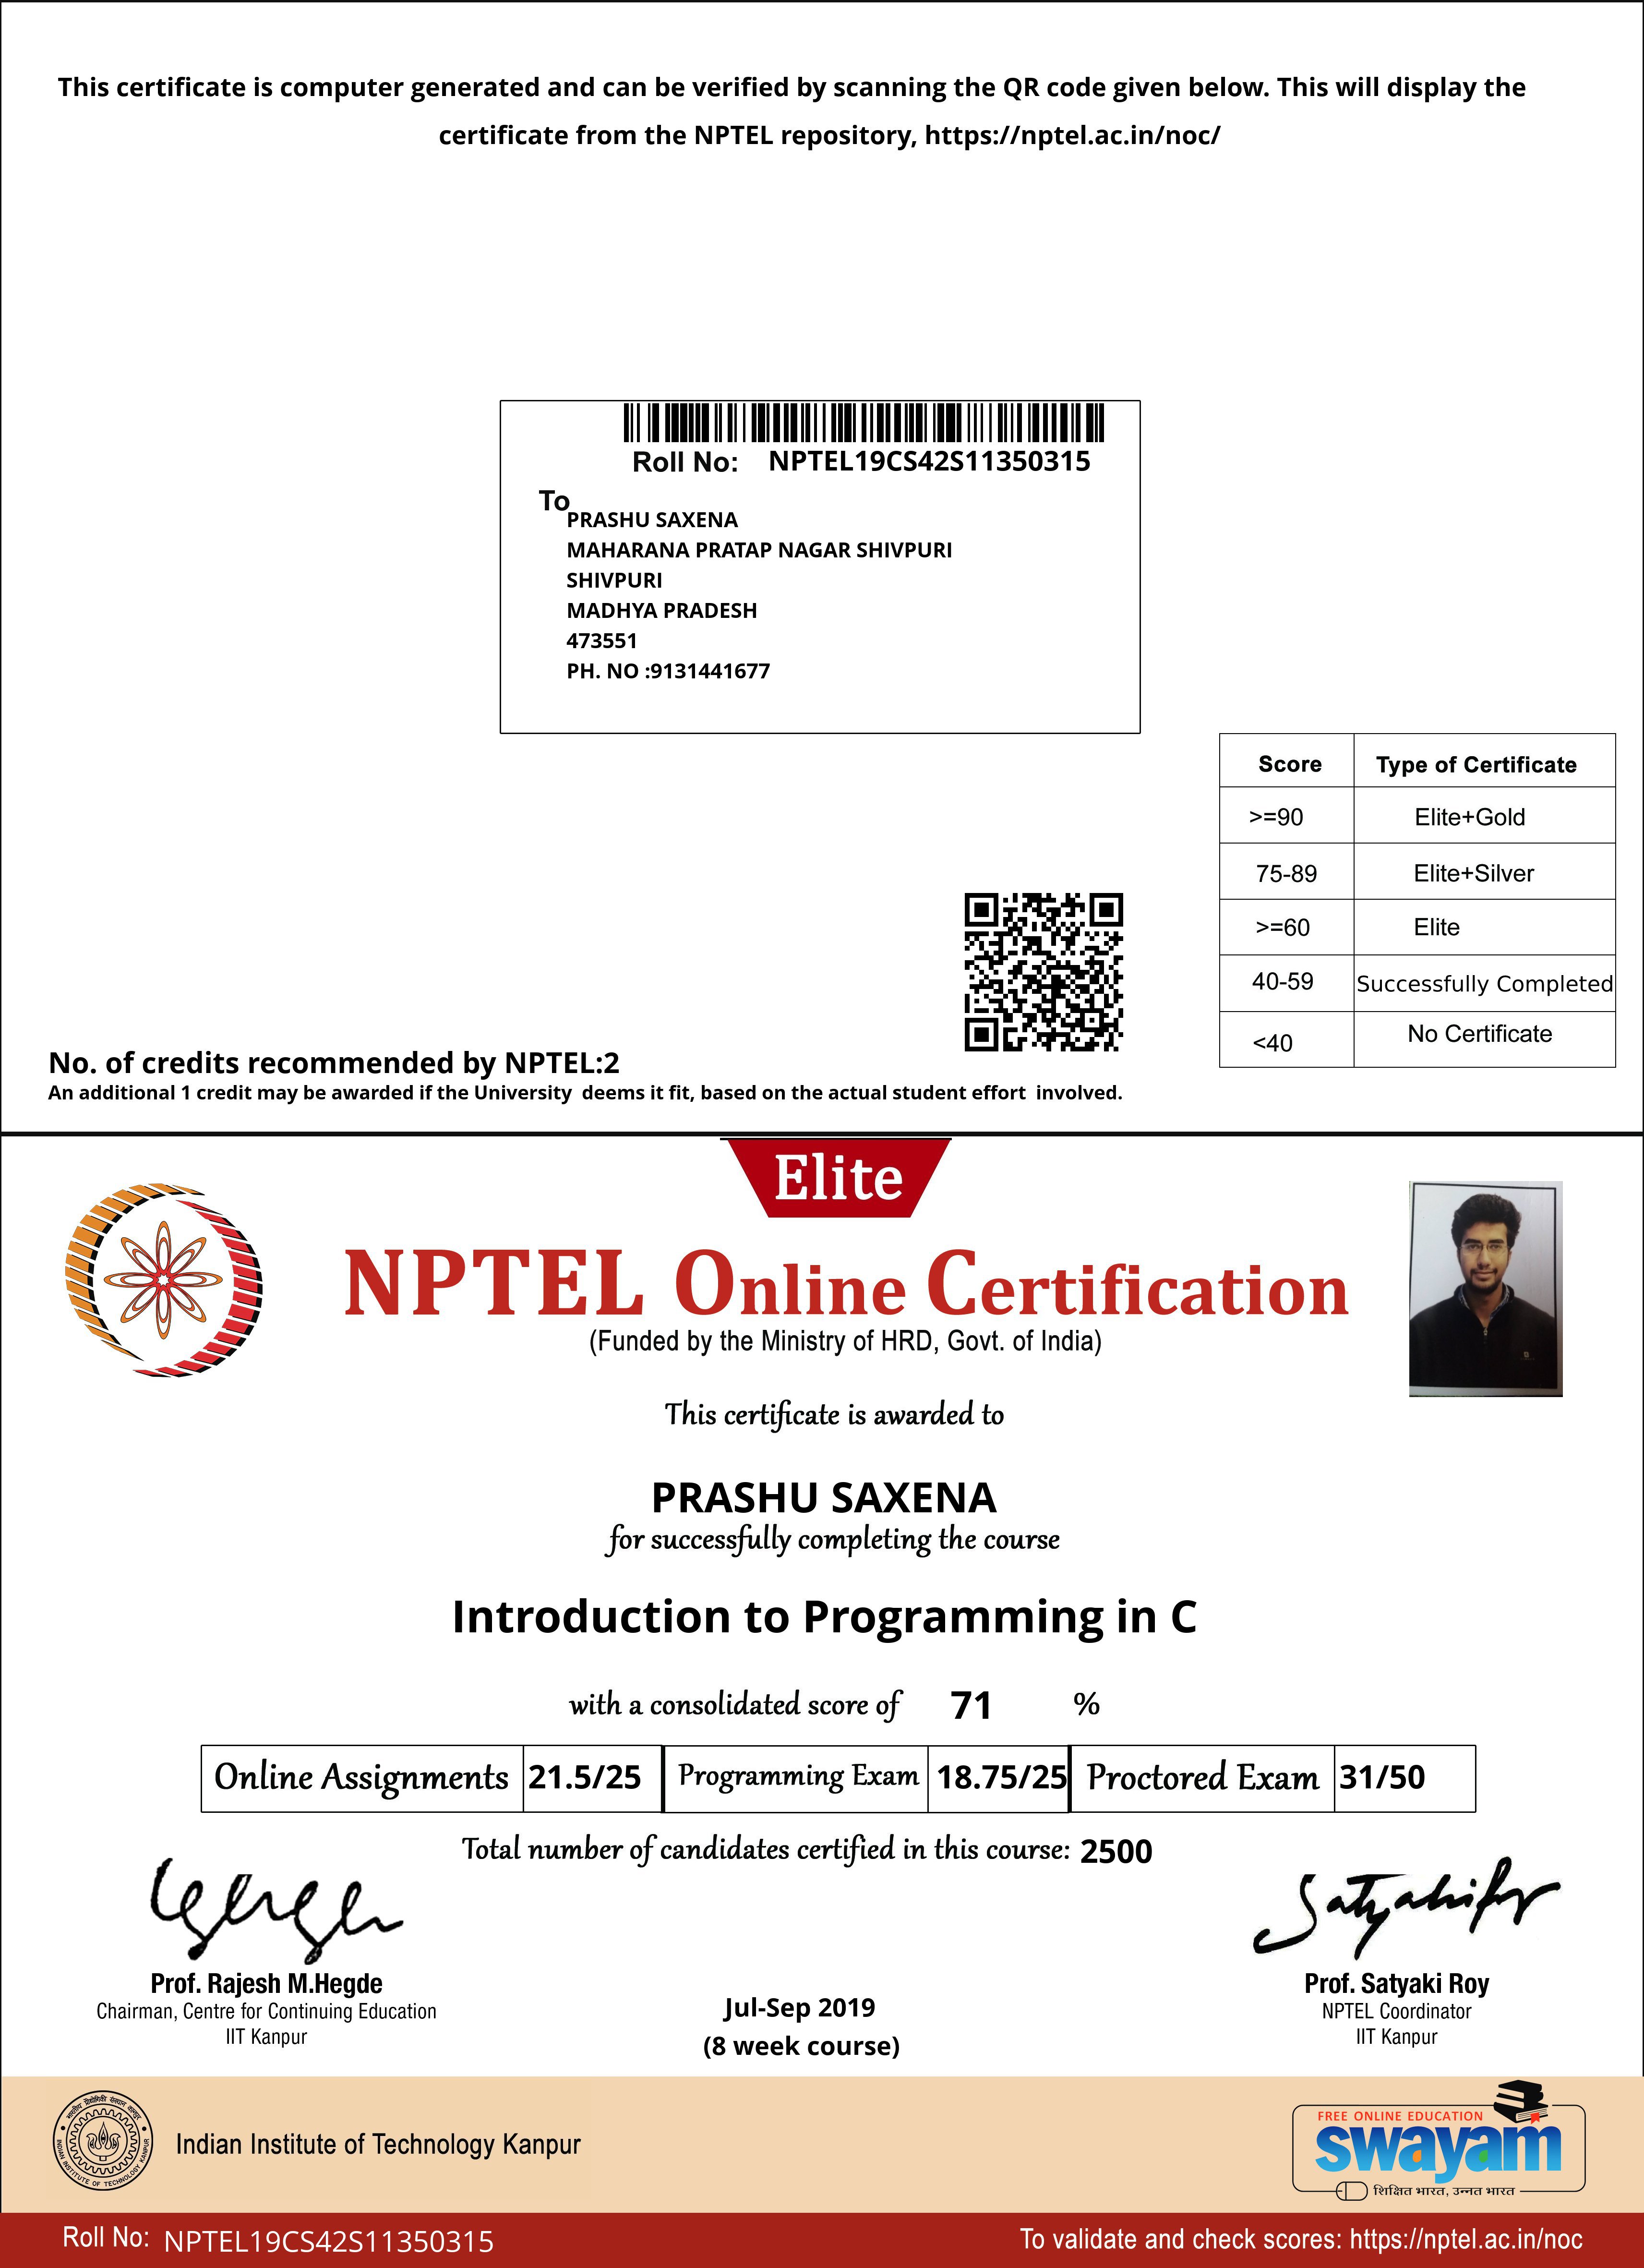 This certificate is computer generated and can be verified by scanning the QR code given below. This will display the
certificate from the NPTEL repository, https://nptel.ac.in/noc/
Roll No: NPTEL19CS42S11350315
To
PRASHU SAXENA
MAHARANA PRATAP NAGAR SHIVPURI
SHIVPURI
MADHYA PRADESH
473551
PH. NO :9131441677
Score Type of Certificate
>=90 Elite+Gold
75-89 Elite+Silver
>=60 Elite
40-59 Successfully Completed
<40 No Certificate
No. of credits recommended by NPTEL:2
An additional 1 credit may be awarded if the University deems it fit, based on the actual student effort involved.
Elite
NPTEL Online Certification
(Funded by the Ministry of HRD, Govt. of India)
This certificate is awarded to
PRASHU SAXENA
for successfully completing the course
Introduction to Programming in C
with a consolidated score of 71 %
Online Assignments 21.5/25 Programming Exam 18.75/25 Proctored Exam 31/50
Total number of candidates certified in this course: 2500
Prof. Rajesh M.Hegde
Chairman, Centre for Continuing Education
IIT Kanpur
Jul-Sep 2019
(8 week course)
Prof. Satyaki Roy
NPTEL Coordinator
IIT Kanpur
INDIAN INSTITUTE OF TECHNOLOGY KANPUR
Indian Institute of Technology Kanpur
FREE ONLINE EDUCATION
swayam
शिक्षित भारत, उन्नत भारत
Roll No: NPTEL19CS42S11350315
To validate and check scores: https://nptel.ac.in/noc